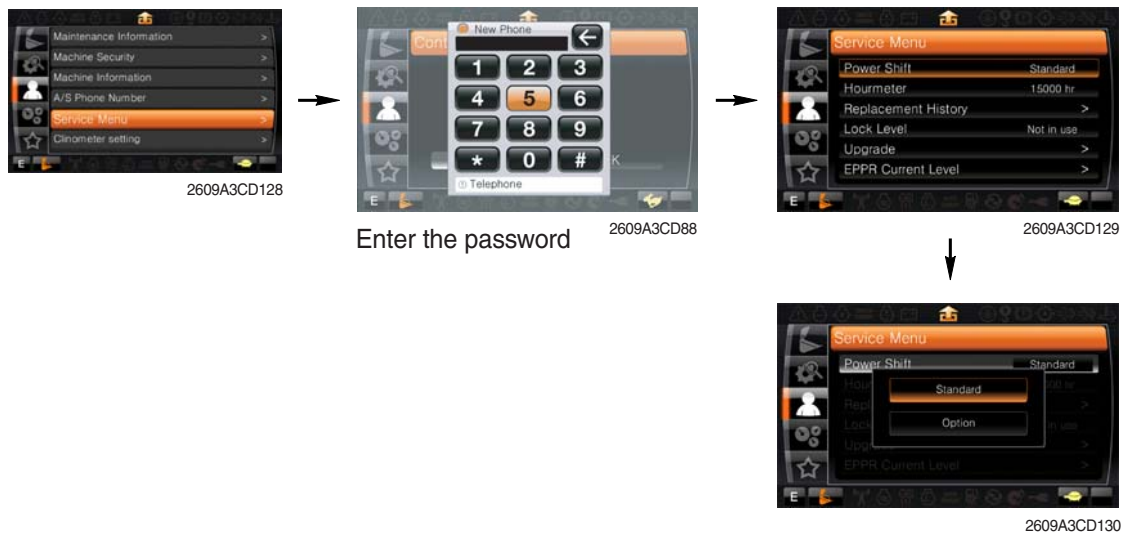 Maintenance Information >
Machine Security >
Machine Information >
A/S Phone Number >
Service Menu >
Clinometer setting >
E
2609A3CD128
New Phone
Cont
1 2 3
4 5 6
7 8 9
* 0 #
K
Telephone
E
Enter the password
2609A3CD88
Service Menu
Power Shift Standard
Hourmeter 15000 hr
Replacement History >
Lock Level Not in use
Upgrade >
EPPR Current Level >
E
2609A3CD129
Service Menu
Power Shift Standard
Standard
Option
EPPR Current Level >
E
2609A3CD130